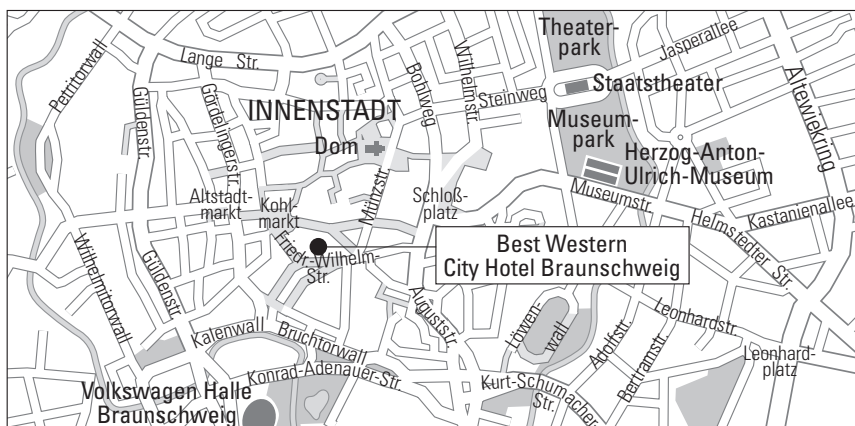 Theater-
park
Jasperallee
Petritorwall
Lange Str.
Bohlweg
Wilhelmstr.
Güldenstr.
Gördelingerstr.
Steinweg
Staatstheater
Altewiekring
INNENSTADT
Museum-
park
Dom
Herzog-Anton-
Ulrich-Museum
Münzstr.
Altstadt-
markt
Kohl-
markt
Schloß-
platz
Museumstr.
Kastanienallee
Helmstedter Str.
Friedr.-Wilhelm-
Str.
Best Western
City Hotel Braunschweig
Wilhelmitorwall
Güldenstr.
Auguststr.
Löwen-
wall
Leonhardstr.
Kalenwall
Bruchtorwall
Adolfstr.
Bertramstr.
Leonhard-
platz
Konrad-Adenauer-Str.
Kurt-Schumacher
Str.
Volkswagen Halle
Braunschweig